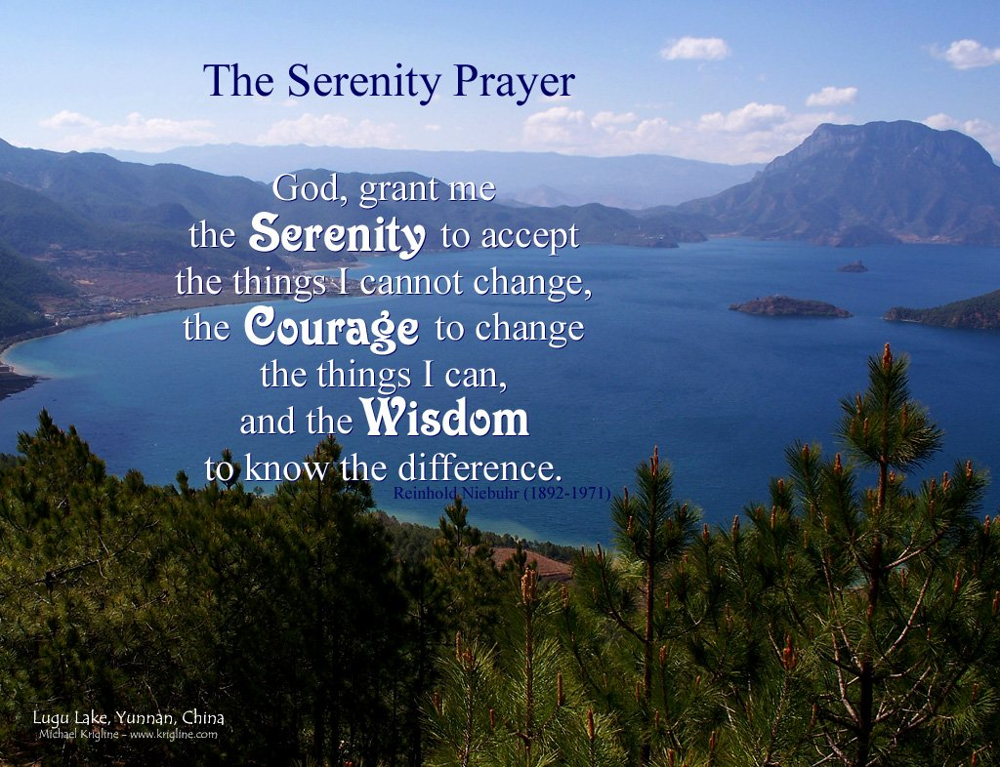 The Serenity Prayer
God, grant me
the Serenity to accept
the things I cannot change,
the Courage to change
the things I can,
and the Wisdom
to know the difference.
Reinhold Niebuhr (1892-1971)
Lugu Lake, Yunnan, China
Michael Krigline - www.krigline.com